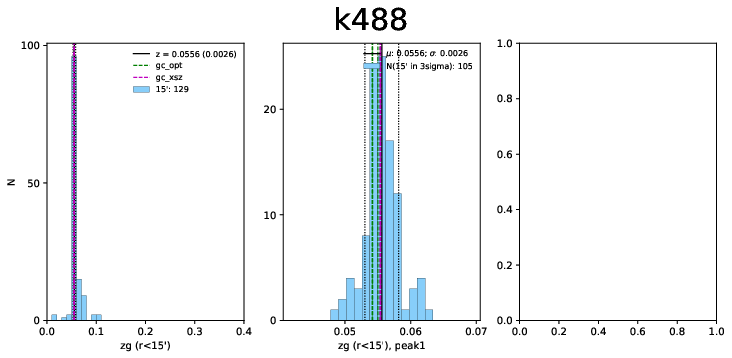 k488
z = 0.0556 (0.0026)
gc_opt
gc_xsz
15': 129
100
50
0
N
0.0 0.1 0.2 0.3 0.4
zg (r<15')
μ: 0.0556; σ: 0.0026
N(15' in 3sigma): 105
20
10
0
0.05 0.06 0.07
zg (r<15'), peak1
1.0
0.8
0.6
0.4
0.2
0.0
0.0 0.2 0.4 0.6 0.8 1.0